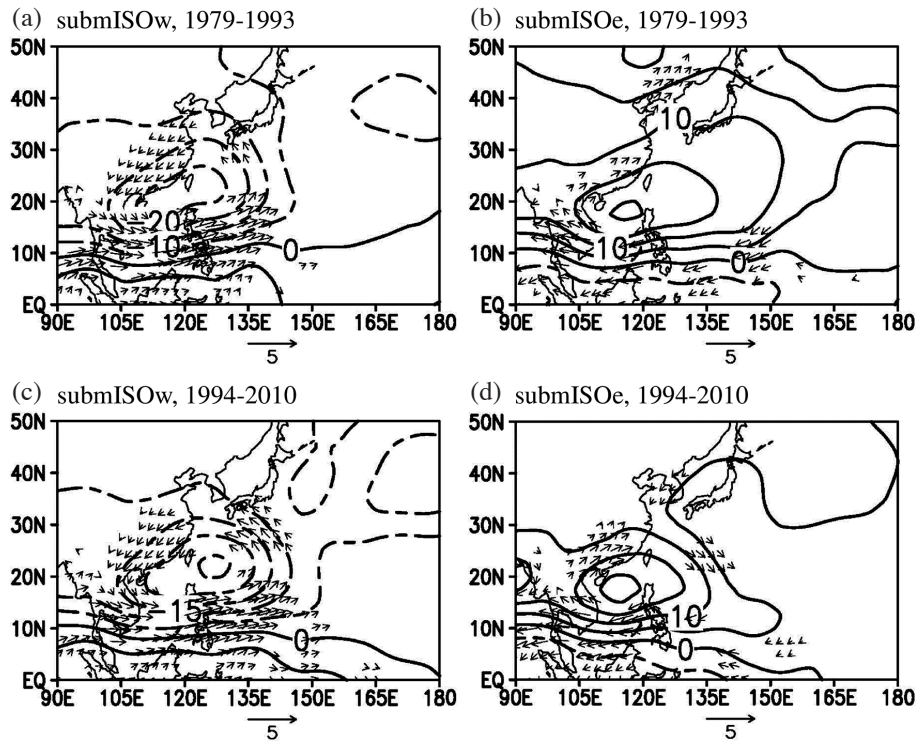 (a) submISOw, 1979-1993
(b) submISOe, 1979-1993
50N
40N
30N
20N
10N
EQ
-20
10
0
90E 105E 120E 135E 150E 165E 180
5
50N
40N
30N
20N
10N
EQ
10
10
0
90E 105E 120E 135E 150E 165E 180
5
(c) submISOw, 1994-2010
(d) submISOe, 1994-2010
50N
40N
30N
20N
10N
EQ
-15
0
90E 105E 120E 135E 150E 165E 180
5
50N
40N
30N
20N
10N
EQ
10
0
90E 105E 120E 135E 150E 165E 180
5